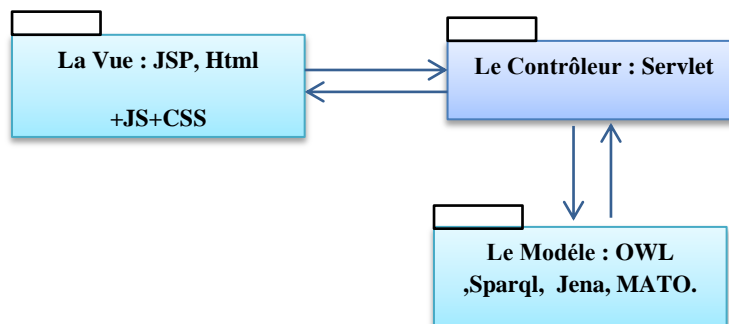 La Vue : JSP, Html
+JS+CSS
Le Contrôleur : Servlet
Le Modéle : OWL
,Sparql, Jena, MATO.